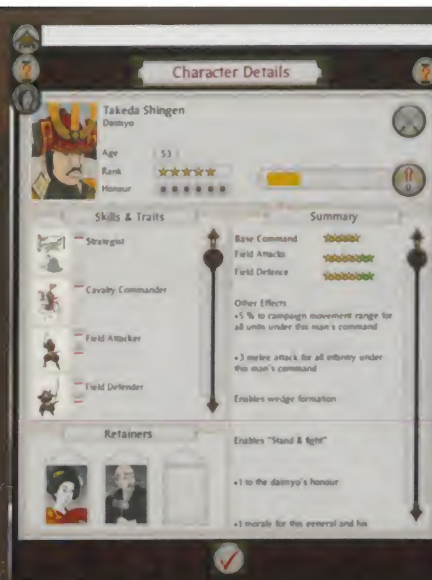 Character Details
Takeda Shingen
Daimyo
Age 53
Rank
Honour
Skills & Traits
Strategist
Cavalry Commander
Field Attacker
Field Defender
Retainers
Summary
Base Command
Field Attacks
Field Defence
Other Effects
+5 % to campaign movement range for
all units under this man's command
+3 melee attack for all infantry under
this man's command
Enables wedge formation
Enables "Stand & fight"
+1 to the daimyo's honour
+1 morale for this general and his